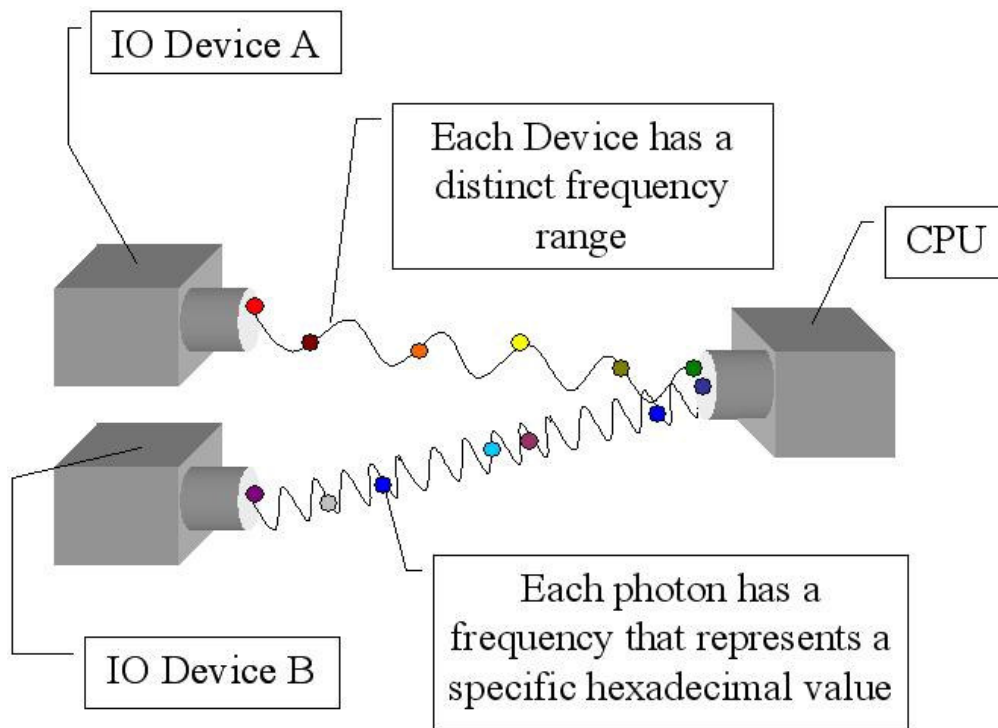 IO Device A
Each Device has a
distinct frequency
range
CPU
IO Device B
Each photon has a
frequency that represents a
specific hexadecimal value